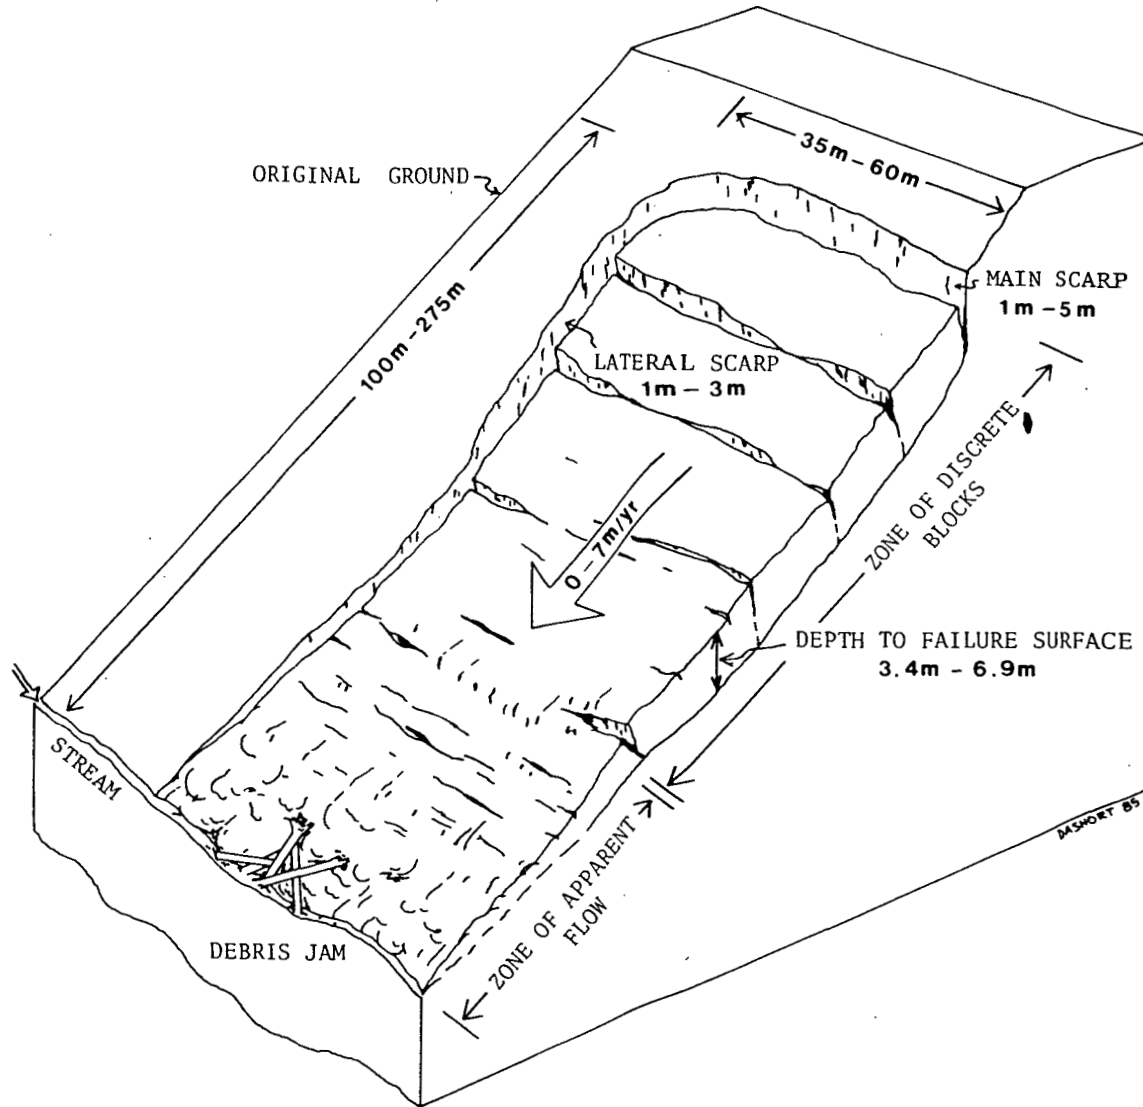 35m-60m
ORIGINAL GROUND
100m-275m
MAIN SCARP
1m-5m
LATERAL SCARP
1m-3m
ZONE OF DISCRETE
BLOCKS
0-7m/yr
DEPTH TO FAILURE SURFACE
3.4m-6.9m
STREAM
DASHORT 85
ZONE OF APPARENT
FLOW
DEBRIS JAM